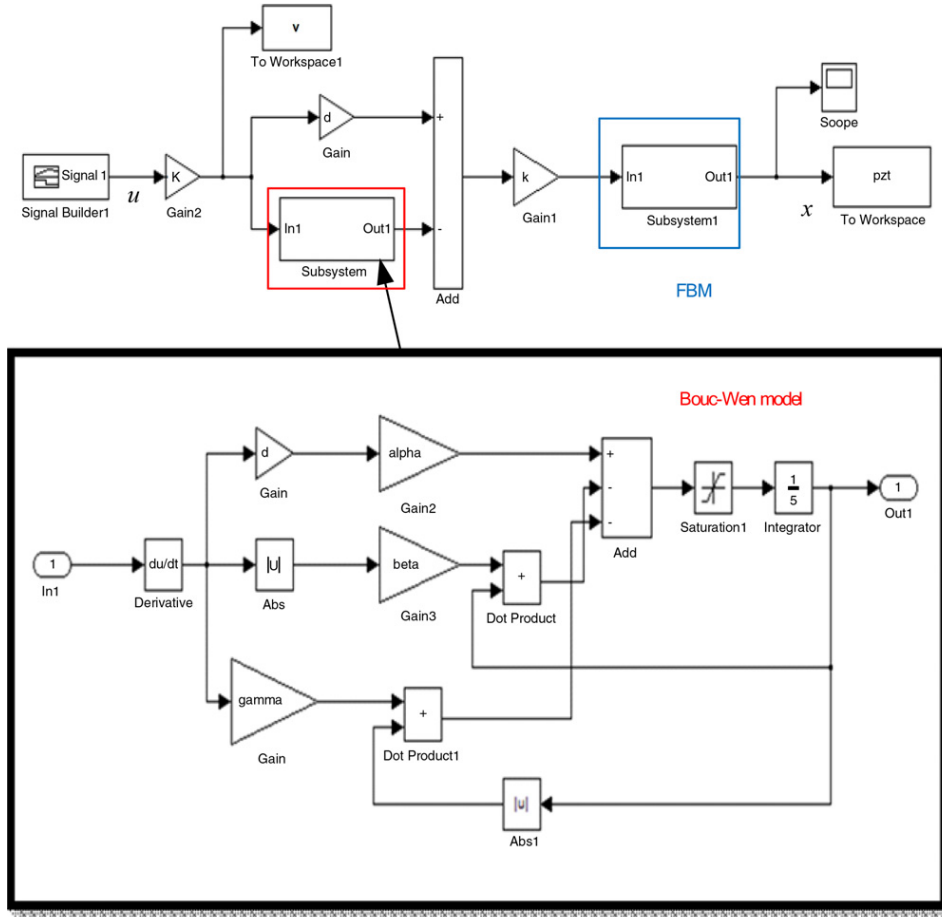 v
To Workspace1
d
+
Gain
Soope
Signal 1
u
K
k
In1
Out1
pzt
Signal Builder1
Gain2
Gain1
Subsystem1
x
To Workspace
In1
Out1
-
Subsystem
Add
FBM
Bouc-Wen model
d
alpha
+
-
-
Gain
Gain2
1
5
1
Saturation1
Integrator
Out1
Add
1
du/dt
|U|
beta
+
In1
Derivative
Abs
Gain3
Dot Product
gamma
+
Gain
Dot Product1
|u|
Abs1